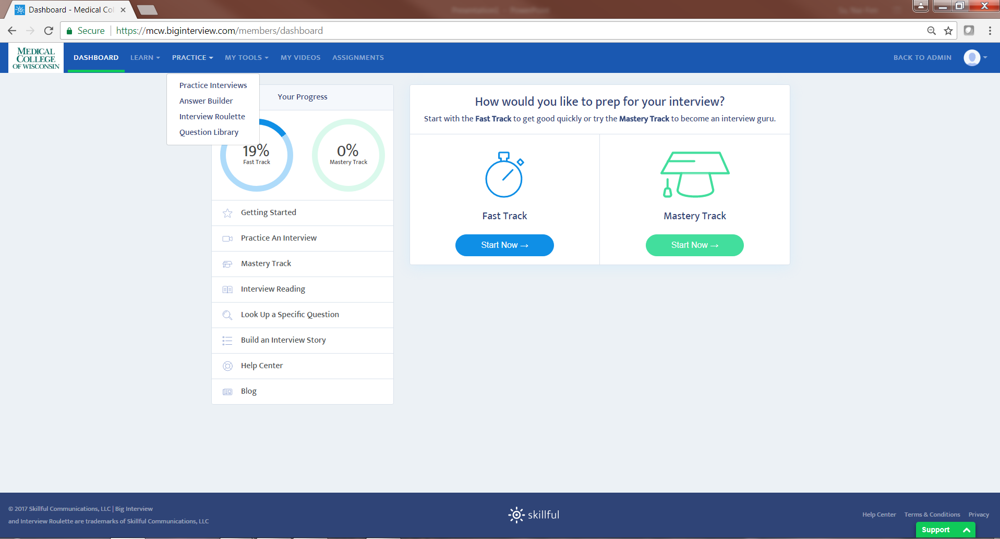 Dashboard - Medical Col
Secure
https://mcw.biginterview.com/members/dashboard
MEDICAL
COLLEGE
OF WISCONSIN
DASHBOARD
LEARN
PRACTICE
MY TOOLS
MY VIDEOS
ASSIGNMENTS
BACK TO ADMIN
Practice Interviews
Answer Builder
Interview Roulette
Question Library
Your Progress
19%
Fast Track
0%
Mastery Track
Getting Started
Practice An Interview
Mastery Track
Interview Reading
Look Up a Specific Question
Build an Interview Story
Help Center
Blog
How would you like to prep for your interview?
Start with the Fast Track to get good quickly or try the Mastery Track to become an interview guru.
Fast Track
Start Now →
Mastery Track
Start Now →
© 2017 Skillful Communications, LLC | Big Interview
and Interview Roulette are trademarks of Skillful Communications, LLC
skillful
Help Center
Terms & Conditions
Privacy
Support